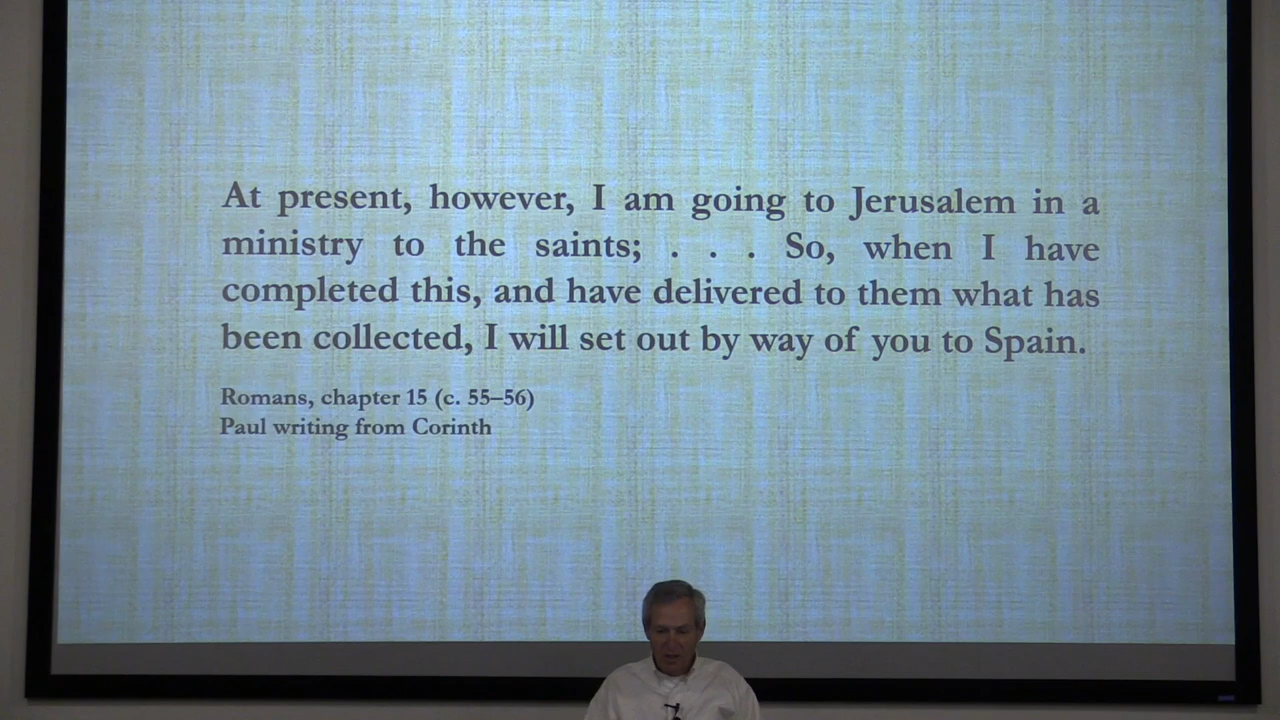 At present, however, I am going to Jerusalem in a
ministry to the saints; . . . So, when I have
completed this, and have delivered to them what has
been collected, I will set out by way of you to Spain.
Romans, chapter 15 (c. 55–56)
Paul writing from Corinth